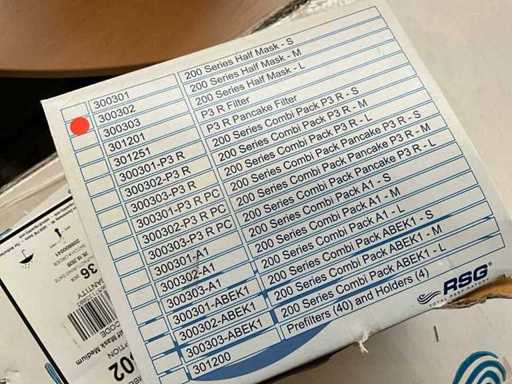 300301 200 Series Half Mask - S
300302 200 Series Half Mask - M
300303 200 Series Half Mask - L
301201 P3 R Filter
301251 P3 R Pancake Filter
300301-P3 R 200 Series Combi Pack P3 R - S
300302-P3 R 200 Series Combi Pack P3 R - M
300303-P3 R 200 Series Combi Pack P3 R - L
300301-P3 R PC 200 Series Combi Pack Pancake P3 R - S
300302-P3 R PC 200 Series Combi Pack Pancake P3 R - M
300303-P3 R PC 200 Series Combi Pack Pancake P3 R - L
300301-A1 200 Series Combi Pack A1 - S
300302-A1 200 Series Combi Pack A1 - M
300303-A1 200 Series Combi Pack A1 - L
300301-ABEK1 200 Series Combi Pack ABEK1 - S
300302-ABEK1 200 Series Combi Pack ABEK1 - M
300303-ABEK1 200 Series Combi Pack ABEK1 - L
301200 Prefilters (40) and Holders (4)
RSG
Mask Medium